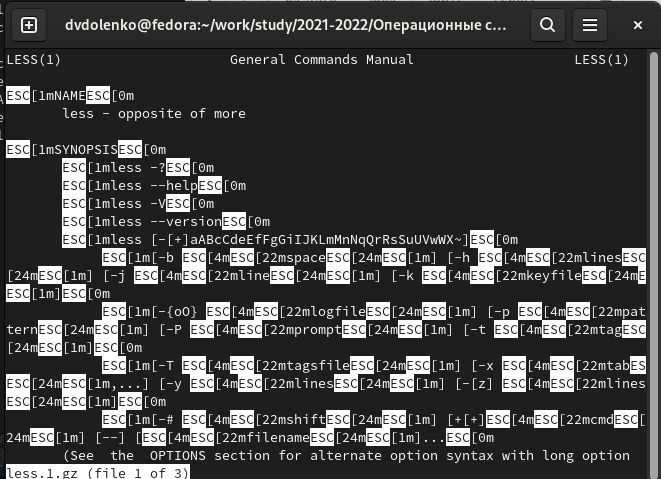 dvdolenko@fedora:~/work/study/2021-2022/Операционные с...
LESS(1) General Commands Manual LESS(1)
ESC[1mNAMEESC[0m
less - opposite of more
ESC[1mSYNOPSISESC[0m
ESC[1mless -?ESC[0m
ESC[1mless --helpESC[0m
ESC[1mless -VESC[0m
ESC[1mless --versionESC[0m
ESC[1mless [-[+]aABcCdeEfFgGiIJKLmMnNqQrRsSuUVwWX~]ESC[0m
ESC[1m[-b ESC[4mESC[22mspaceESC[24mESC[1m] [-h ESC[4mESC[22mlinesESC
[24mESC[1m] [-j ESC[4mESC[22mlineESC[24mESC[1m] [-k ESC[4mESC[22mkeyfileESC[24mE
ESC[1m]ESC[0m
ESC[1m[-{oO} ESC[4mESC[22mlogfileESC[24mESC[1m] [-p ESC[4mESC[22mpat
ternESC[24mESC[1m] [-P ESC[4mESC[22mpromptESC[24mESC[1m] [-t ESC[4mESC[22mtagESC
[24mESC[1m]ESC[0m
ESC[1m[-T ESC[4mESC[22mtagsfileESC[24mESC[1m] [-x ESC[4mESC[22mtabES
ESC[24mESC[1m,...] [-y ESC[4mESC[22mlinesESC[24mESC[1m] [-[z] ESC[4mESC[22mlines
ESC[24mESC[1m]ESC[0m
ESC[1m[-# ESC[4mESC[22mshiftESC[24mESC[1m] [+[+]ESC[4mESC[22mcmdESC[
24mESC[1m] [--] [ESC[4mESC[22mfilenameESC[24mESC[1m]...ESC[0m
(See the OPTIONS section for alternate option syntax with long option
less.1.gz (file 1 of 3)